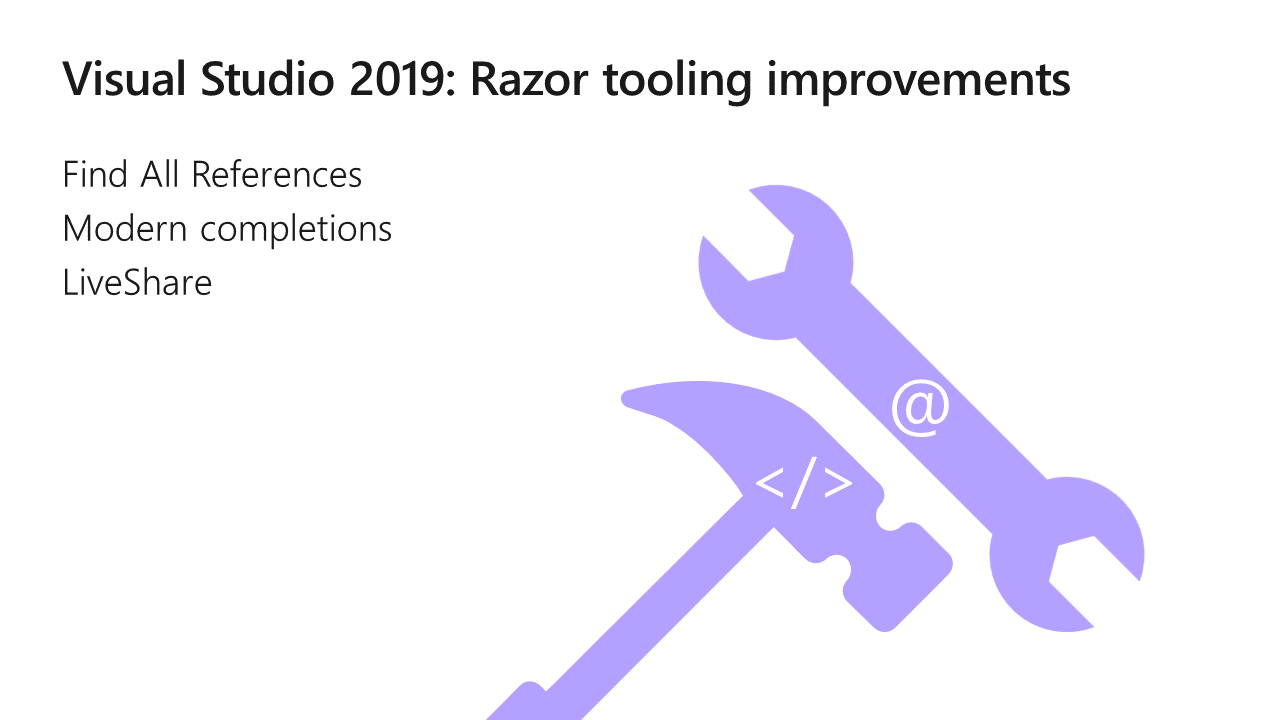 Visual Studio 2019: Razor tooling improvements
Find All References
Modern completions
LiveShare
@
</>